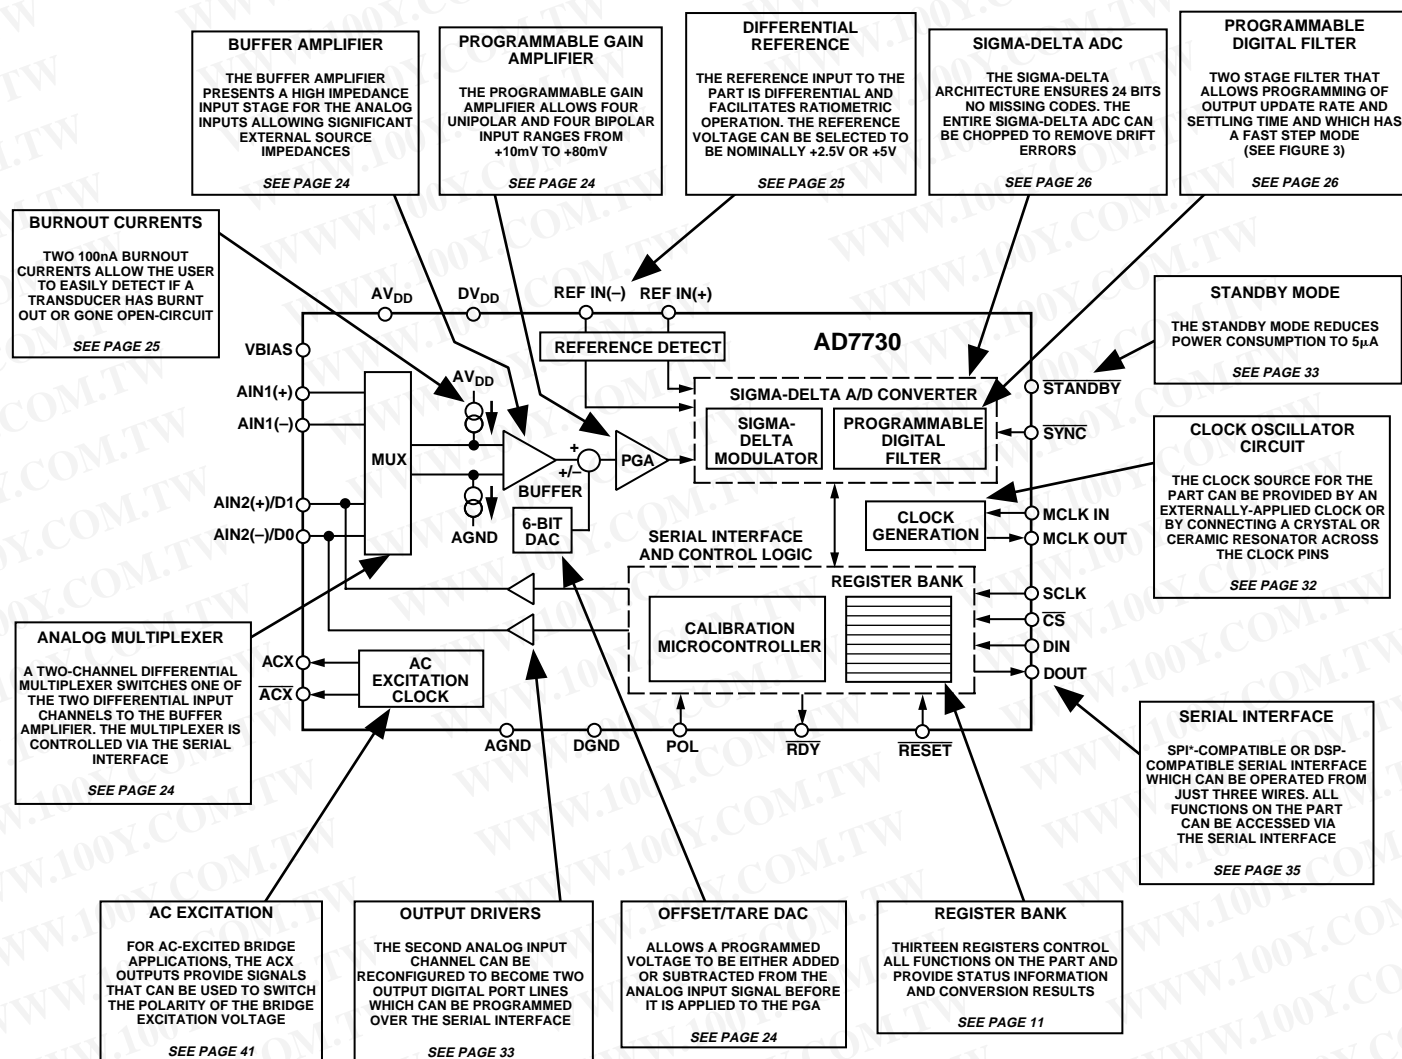 BUFFER AMPLIFIER
THE BUFFER AMPLIFIER
PRESENTS A HIGH IMPEDANCE
INPUT STAGE FOR THE ANALOG
INPUTS ALLOWING SIGNIFICANT
EXTERNAL SOURCE
IMPEDANCES
SEE PAGE 24
PROGRAMMABLE GAIN
AMPLIFIER
THE PROGRAMMABLE GAIN
AMPLIFIER ALLOWS FOUR
UNIPOLAR AND FOUR BIPOLAR
INPUT RANGES FROM
+10mV TO +80mV
SEE PAGE 24
DIFFERENTIAL
REFERENCE
THE REFERENCE INPUT TO THE
PART IS DIFFERENTIAL AND
FACILITATES RATIOMETRIC
OPERATION. THE REFERENCE
VOLTAGE CAN BE SELECTED TO
BE NOMINALLY +2.5V OR +5V
SEE PAGE 25
SIGMA-DELTA ADC
THE SIGMA-DELTA
ARCHITECTURE ENSURES 24 BITS
NO MISSING CODES. THE
ENTIRE SIGMA-DELTA ADC CAN
BE CHOPPED TO REMOVE DRIFT
ERRORS
SEE PAGE 26
PROGRAMMABLE
DIGITAL FILTER
TWO STAGE FILTER THAT
ALLOWS PROGRAMMING OF
OUTPUT UPDATE RATE AND
SETTLING TIME AND WHICH HAS
A FAST STEP MODE
(SEE FIGURE 3)
SEE PAGE 26
BURNOUT CURRENTS
TWO 100nA BURNOUT
CURRENTS ALLOW THE USER
TO EASILY DETECT IF A
TRANSDUCER HAS BURNT
OUT OR GONE OPEN-CIRCUIT
SEE PAGE 25
STANDBY MODE
THE STANDBY MODE REDUCES
POWER CONSUMPTION TO 5μA
SEE PAGE 33
AVDD
DVDD
REF IN(–)
REF IN(+)
AD7730
VBIAS
REFERENCE DETECT
AIN1(+)
AIN1(–)
AVDD
STANDBY
SIGMA-DELTA A/D CONVERTER
SIGMA-
DELTA
MODULATOR
PROGRAMMABLE
DIGITAL
FILTER
SYNC
MUX
+
+/–
PGA
BUFFER
CLOCK OSCILLATOR
CIRCUIT
THE CLOCK SOURCE FOR THE
PART CAN BE PROVIDED BY AN
EXTERNALLY-APPLIED CLOCK OR
BY CONNECTING A CRYSTAL OR
CERAMIC RESONATOR ACROSS
THE CLOCK PINS
SEE PAGE 32
AIN2(+)/D1
AIN2(–)/D0
AGND
6-BIT
DAC
SERIAL INTERFACE
AND CONTROL LOGIC
CLOCK
GENERATION
MCLK IN
MCLK OUT
REGISTER BANK
CALIBRATION
MICROCONTROLLER
SCLK
CS
DIN
DOUT
ANALOG MULTIPLEXER
A TWO-CHANNEL DIFFERENTIAL
MULTIPLEXER SWITCHES ONE OF
THE TWO DIFFERENTIAL INPUT
CHANNELS TO THE BUFFER
AMPLIFIER. THE MULTIPLEXER IS
CONTROLLED VIA THE SERIAL
INTERFACE
SEE PAGE 24
ACX
ACX
AC
EXCITATION
CLOCK
AGND
DGND
POL
RDY
RESET
SERIAL INTERFACE
SPI*-COMPATIBLE OR DSP-
COMPATIBLE SERIAL INTERFACE
WHICH CAN BE OPERATED FROM
JUST THREE WIRES. ALL
FUNCTIONS ON THE PART
CAN BE ACCESSED VIA
THE SERIAL INTERFACE
SEE PAGE 35
AC EXCITATION
FOR AC-EXCITED BRIDGE
APPLICATIONS, THE ACX
OUTPUTS PROVIDE SIGNALS
THAT CAN BE USED TO SWITCH
THE POLARITY OF THE BRIDGE
EXCITATION VOLTAGE
SEE PAGE 41
OUTPUT DRIVERS
THE SECOND ANALOG INPUT
CHANNEL CAN BE
RECONFIGURED TO BECOME TWO
OUTPUT DIGITAL PORT LINES
WHICH CAN BE PROGRAMMED
OVER THE SERIAL INTERFACE
SEE PAGE 33
OFFSET/TARE DAC
ALLOWS A PROGRAMMED
VOLTAGE TO BE EITHER ADDED
OR SUBTRACTED FROM THE
ANALOG INPUT SIGNAL BEFORE
IT IS APPLIED TO THE PGA
SEE PAGE 24
REGISTER BANK
THIRTEEN REGISTERS CONTROL
ALL FUNCTIONS ON THE PART AND
PROVIDE STATUS INFORMATION
AND CONVERSION RESULTS
SEE PAGE 11
WWW.100Y.COM.TW